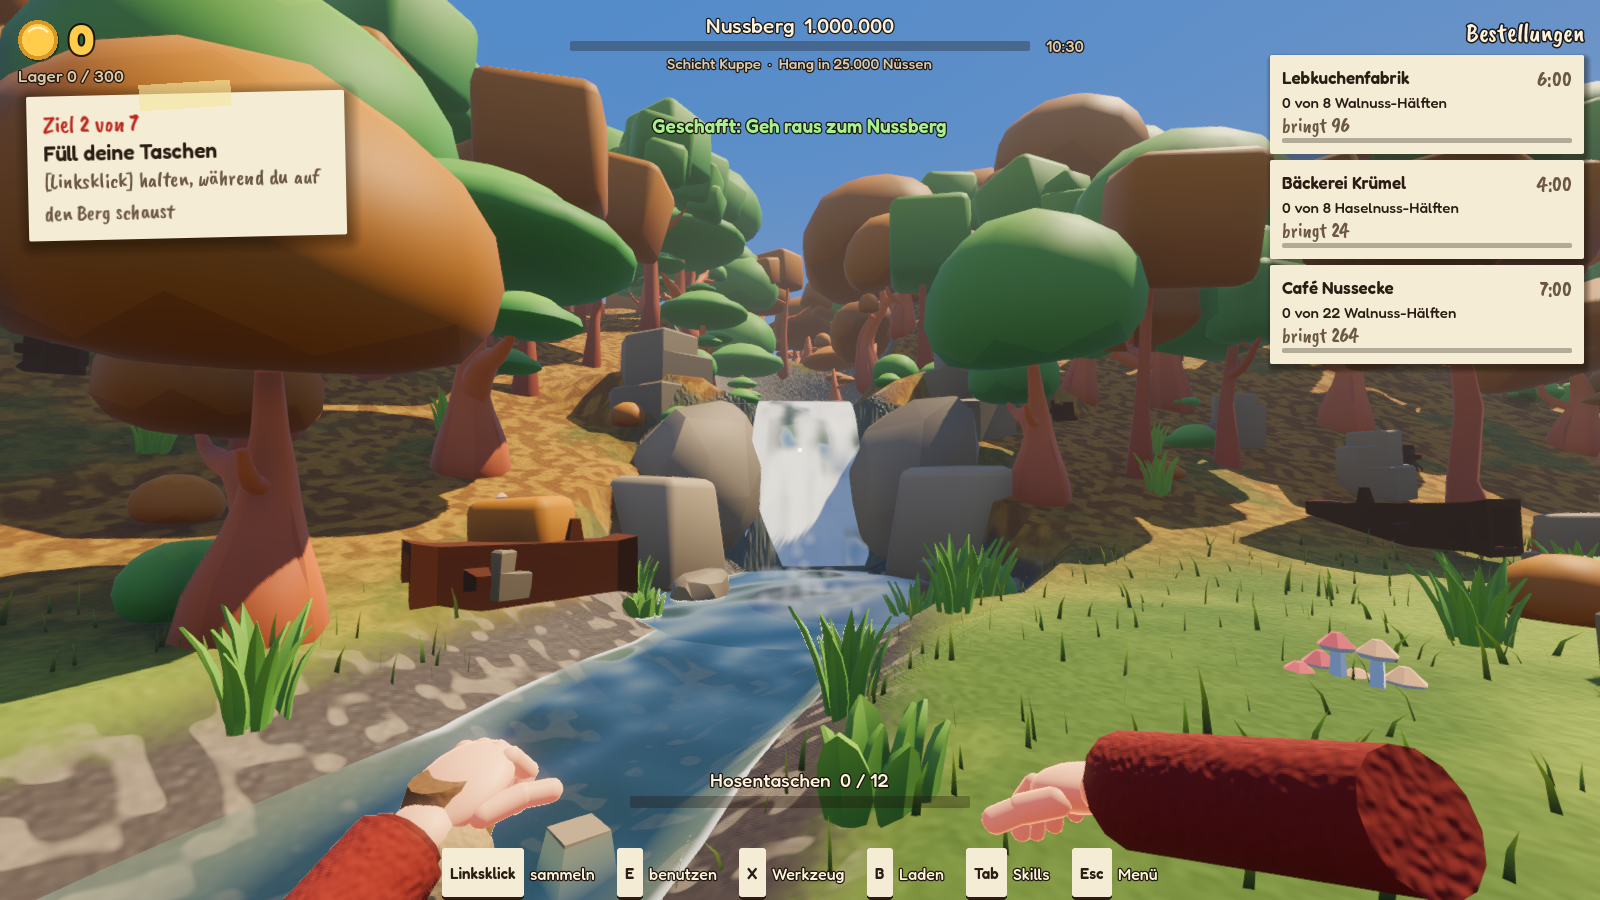 0
Lager 0 / 300
Ziel 2 von 7
Füll deine Taschen
[Linksklick] halten, während du auf
den Berg schaust
Nussberg 1.000.000
10:30
Schicht Kuppe · Hang in 25.000 Nüssen
Geschafft: Geh raus zum Nussberg
Bestellungen
Lebkuchenfabrik 6:00
0 von 8 Walnuss-Hälften
bringt 96
Bäckerei Krümel 4:00
0 von 8 Haselnuss-Hälften
bringt 24
Café Nussecke 7:00
0 von 22 Walnuss-Hälften
bringt 264
Hosentaschen 0 / 12
Linksklick sammeln E benutzen X Werkzeug B Laden Tab Skills Esc Menü